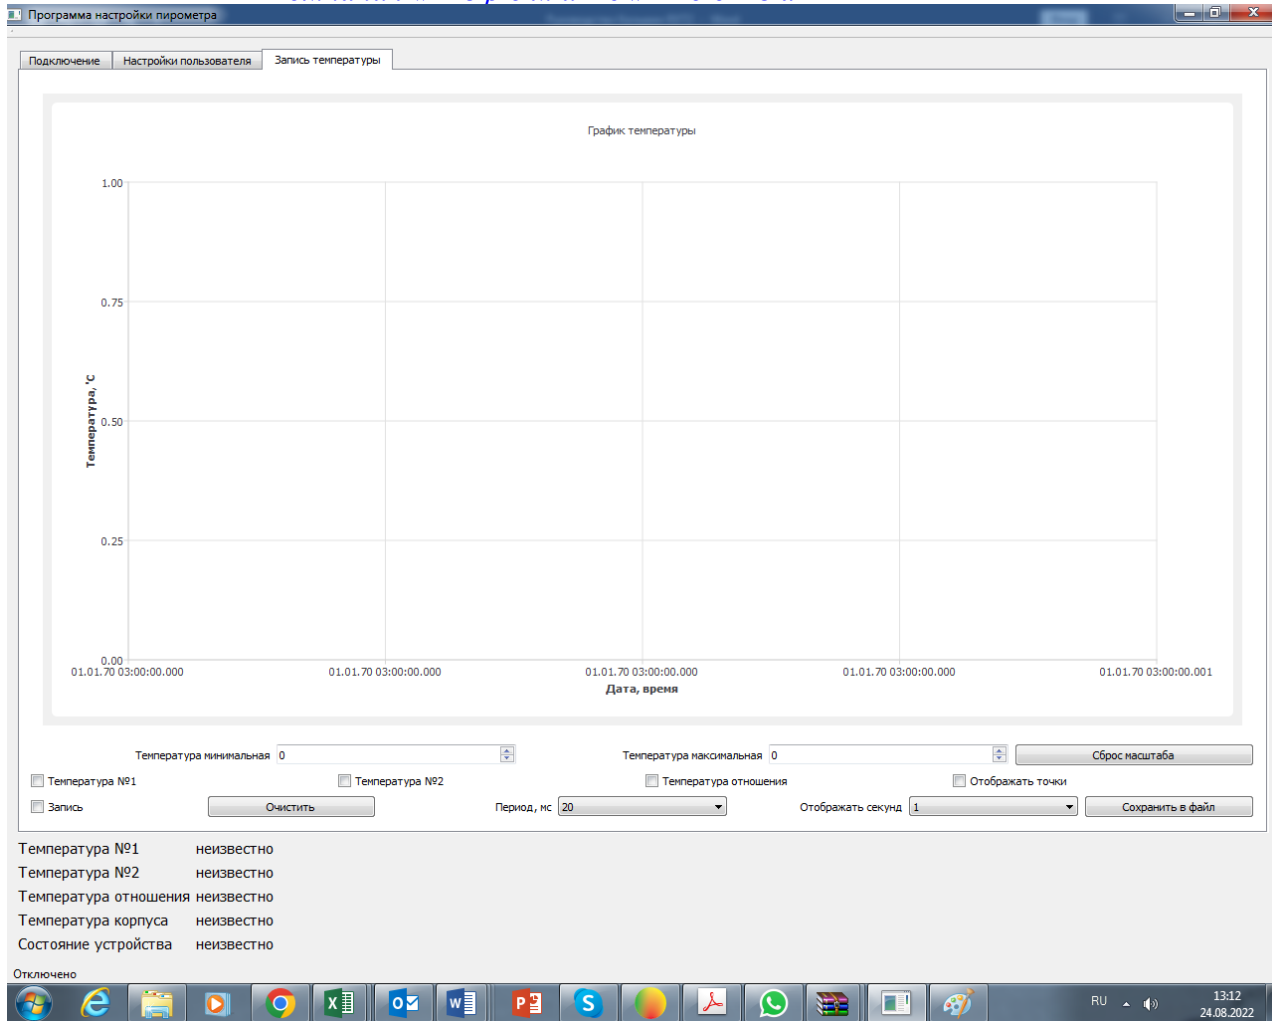 Программа настройки пирометра
Подключение Настройки пользователя Запись температуры
График температуры
1.00
0.75
0.50
0.25
0.00
Температура, °C
01.01.70 03:00:00.000 01.01.70 03:00:00.000 01.01.70 03:00:00.000 01.01.70 03:00:00.000 01.01.70 03:00:00.001
Дата, время
Температура минимальная 0 Температура максимальная 0 Сброс масштаба
Температура №1 Температура №2 Температура отношения Отображать точки
Запись Очистить Период, мс 20 Отображать секунд 1 Сохранить в файл
Температура №1 неизвестно
Температура №2 неизвестно
Температура отношения неизвестно
Температура корпуса неизвестно
Состояние устройства неизвестно
Отключено
RU 13:12
24.08.2022